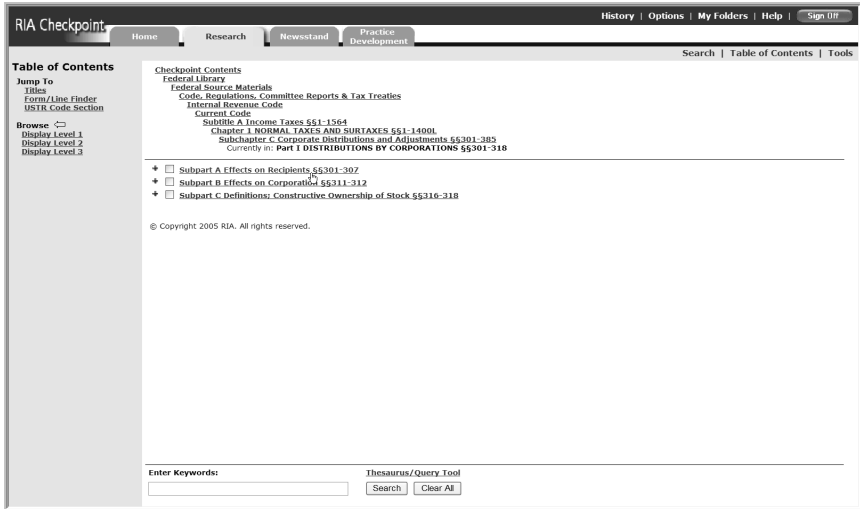 RIA Checkpoint
History | Options | My Folders | Help | Sign Off
Home
Research
Newsstand
Practice
Development
Search | Table of Contents | Tools
Table of Contents
Jump To
Titles
Form/Line Finder
USTR Code Section
Browse
Display Level 1
Display Level 2
Display Level 3
Checkpoint Contents
Federal Library
Federal Source Materials
Code, Regulations, Committee Reports & Tax Treaties
Internal Revenue Code
Current Code
Subtitle A Income Taxes §§1-1564
Chapter 1 NORMAL TAXES AND SURTAXES §§1-1400L
Subchapter C Corporate Distributions and Adjustments §§301-385
Currently in: Part I DISTRIBUTIONS BY CORPORATIONS §§301-318
Subpart A Effects on Recipients §§301-307
Subpart B Effects on Corporation §§311-312
Subpart C Definitions; Constructive Ownership of Stock §§316-318
© Copyright 2005 RIA. All rights reserved.
Enter Keywords:
Thesaurus/Query Tool
Search
Clear All